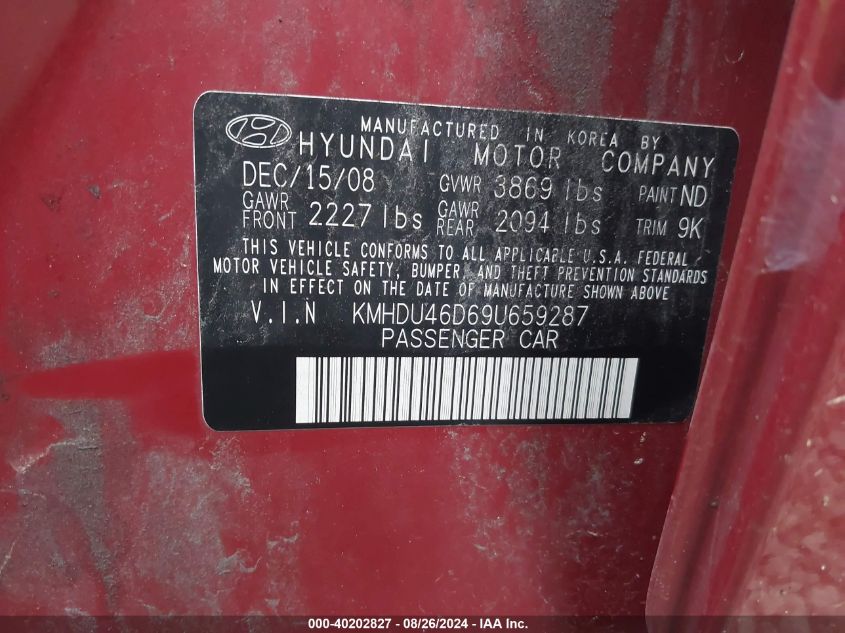 MANUFACTURED IN KOREA BY
HYUNDAI MOTOR COMPANY
DEC/15/08 GVWR 3869 lbs PAINT ND
GAWR FRONT 2227 lbs GAWR REAR 2094 lbs TRIM 9K
THIS VEHICLE CONFORMS TO ALL APPLICABLE U.S.A. FEDERAL
MOTOR VEHICLE SAFETY, BUMPER, AND THEFT PREVENTION STANDARDS
IN EFFECT ON THE DATE OF MANUFACTURE SHOWN ABOVE
V.I.N KMHDU46D69U659287
PASSENGER CAR
000-40202827 - 08/26/2024 - IAA Inc.